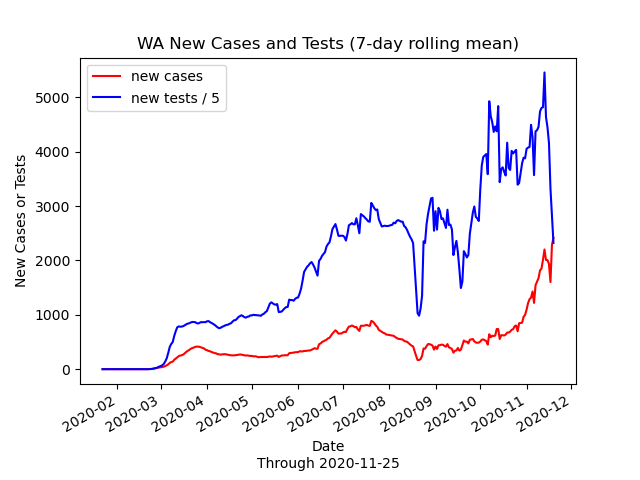 WA New Cases and Tests (7-day rolling mean)
new cases
new tests / 5
New Cases or Tests
5000
4000
3000
2000
1000
0
2020-02
2020-03
2020-04
2020-05
2020-06
2020-07
2020-08
2020-09
2020-10
2020-11
2020-12
Date
Through 2020-11-25